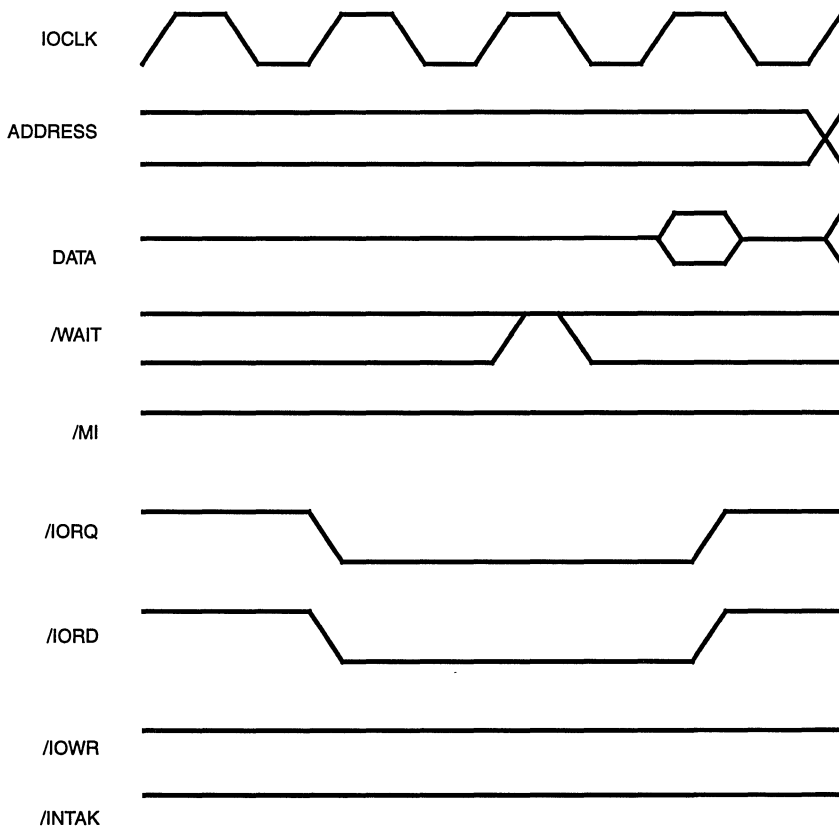 IOCLK
ADDRESS
DATA
/WAIT
/MI
/IORQ
/IORD
/IOWR
/INTAK